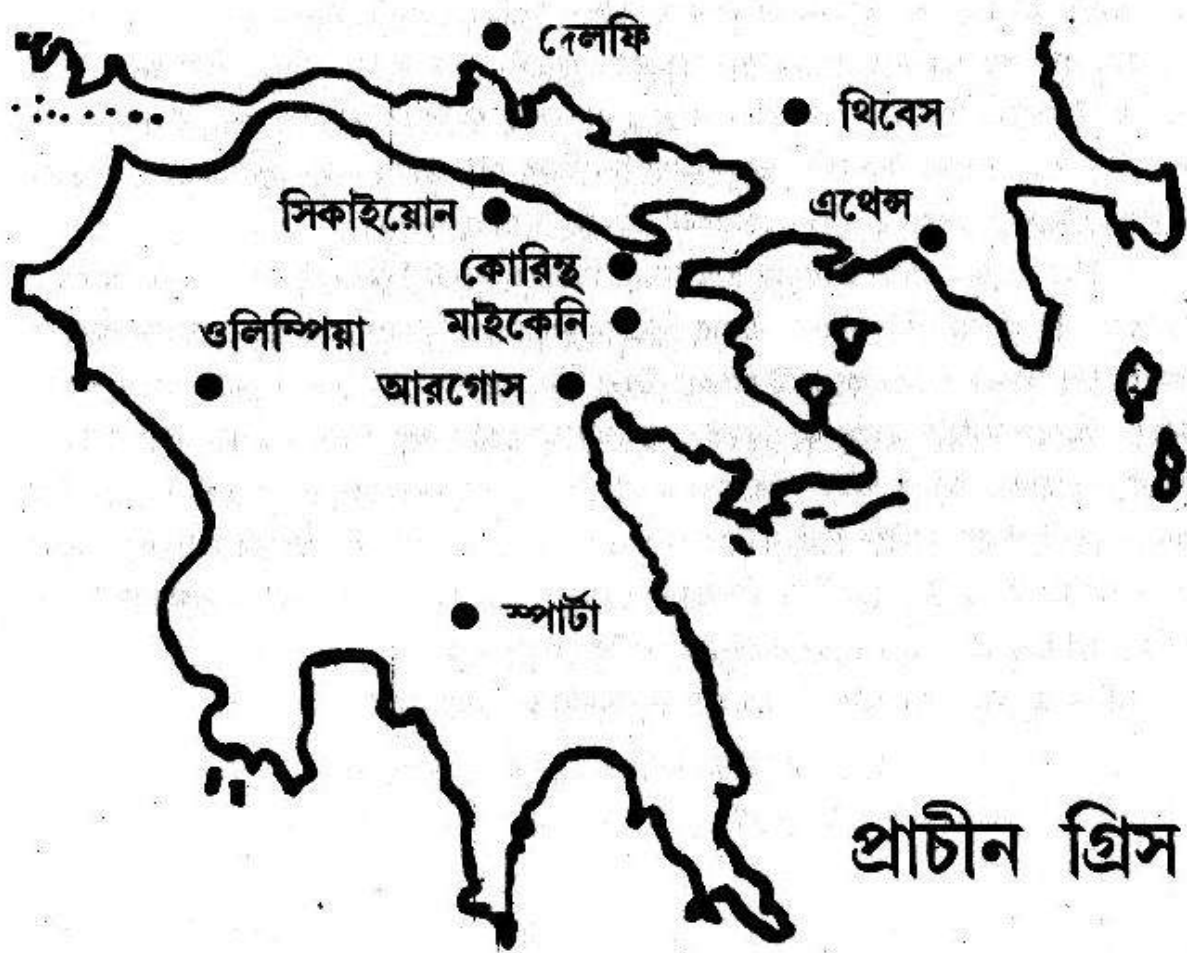 দেলফি
থিবেস
এথেন্স
সিকাইয়োন
কোরিন্থ
মাইকেনি
ওলিম্পিয়া
আরগোস
স্পার্টা
প্রাচীন গ্রিস